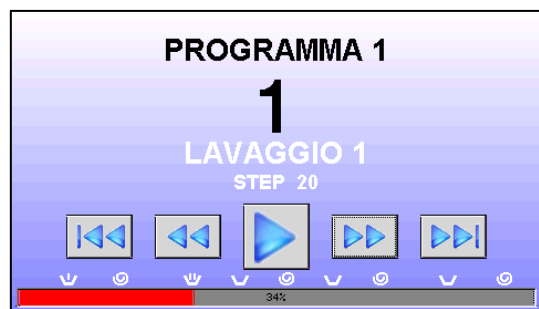 PROGRAMMA 1
1
LAVAGGIO 1
STEP 20
34%